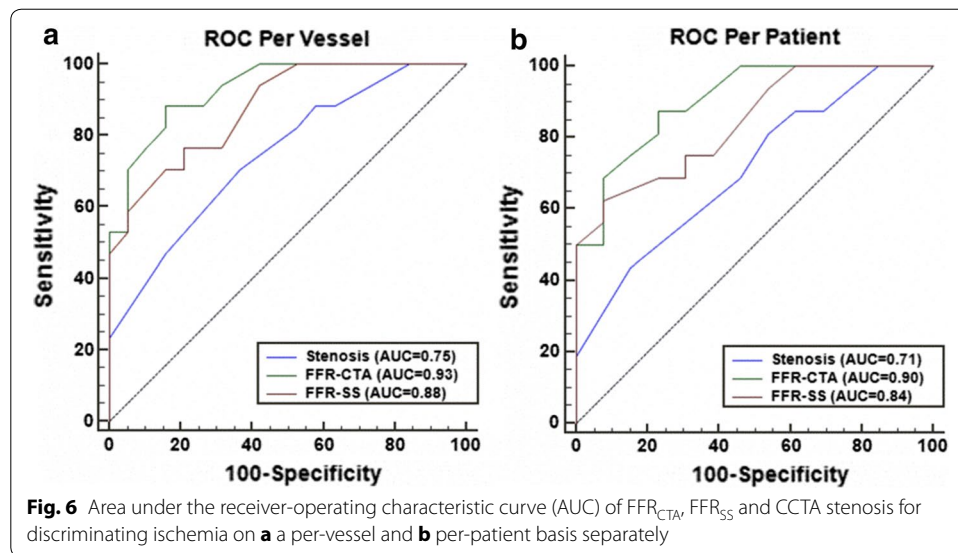 a
ROC Per Vessel
100
80
60
40
20
0
Sensitivity
0 20 40 60 80 100
100-Specificity
Stenosis (AUC=0.75)
FFR-CTA (AUC=0.93)
FFR-SS (AUC=0.88)
b
ROC Per Patient
100
80
60
40
20
0
Sensitivity
0 20 40 60 80 100
100-Specificity
Stenosis (AUC=0.71)
FFR-CTA (AUC=0.90)
FFR-SS (AUC=0.84)
Fig. 6 Area under the receiver-operating characteristic curve (AUC) of FFRCTA, FFRSS and CCTA stenosis for
discriminating ischemia on a a per-vessel and b per-patient basis separately